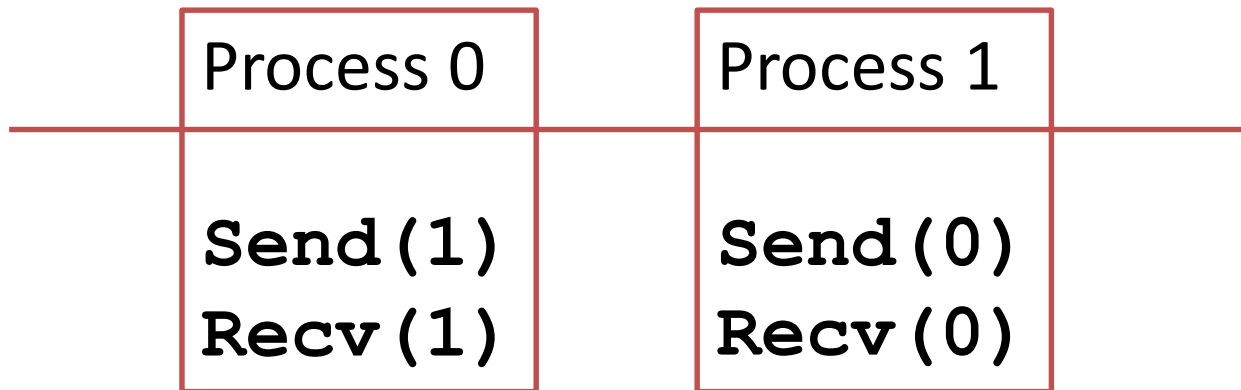 Process 0
Send(1)
Recv(1)
Process 1
Send(0)
Recv(0)